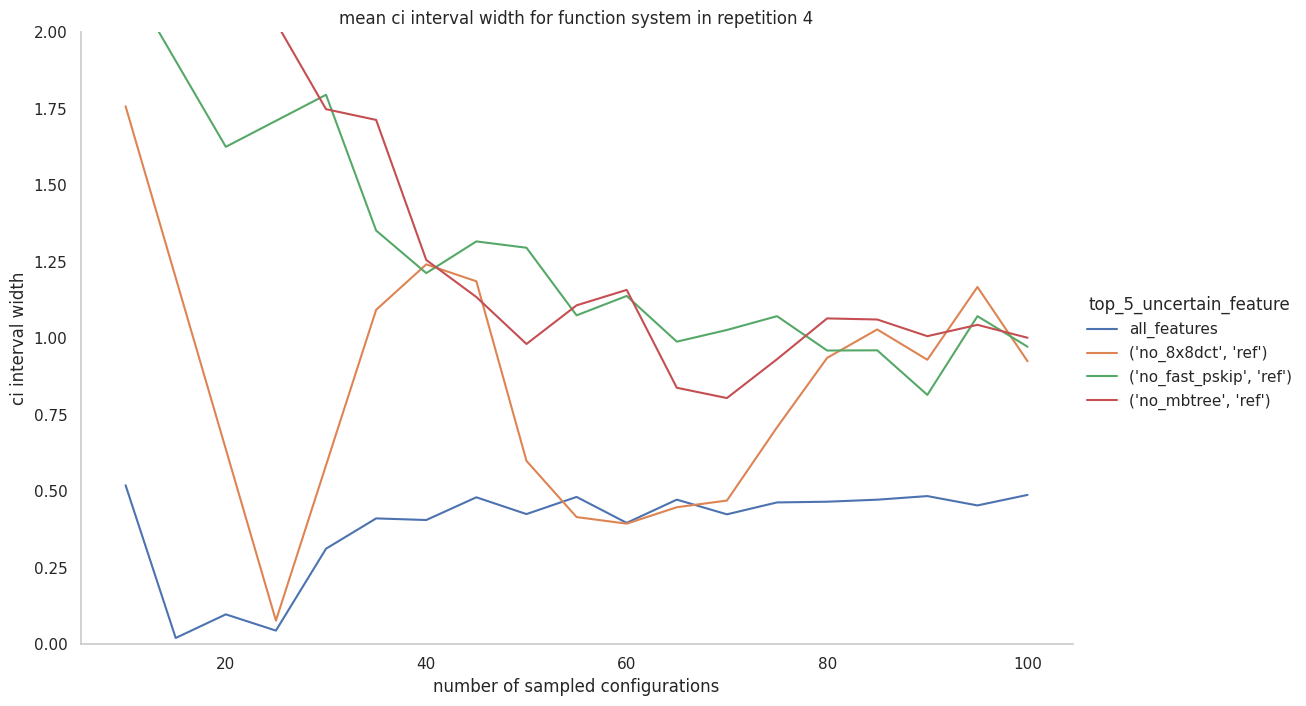 mean ci interval width for function system in repetition 4
2.00
1.75
1.50
1.25
1.00
0.75
0.50
0.25
0.00
ci interval width
20
40
60
80
100
number of sampled configurations
top_5_uncertain_feature
all_features
('no_8x8dct', 'ref')
('no_fast_pskip', 'ref')
('no_mbtree', 'ref')